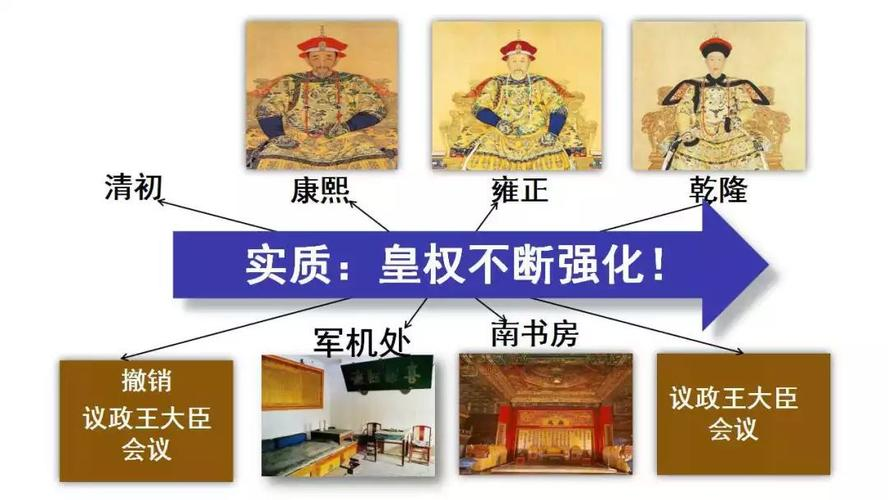 清初
康熙
雍正
乾隆
实质：皇权不断强化！
军机处
南书房
撤销
议政王大臣
会议
议政王大臣
会议